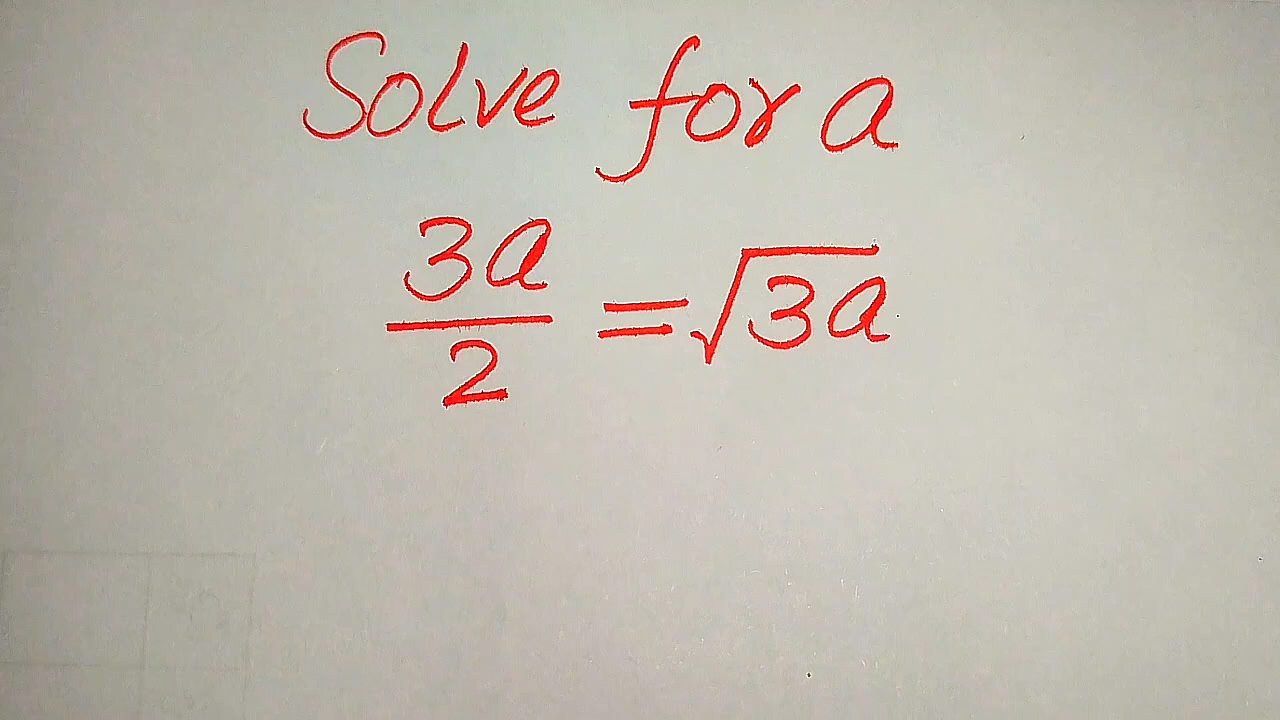 Solve for a
3a/2 = √3a